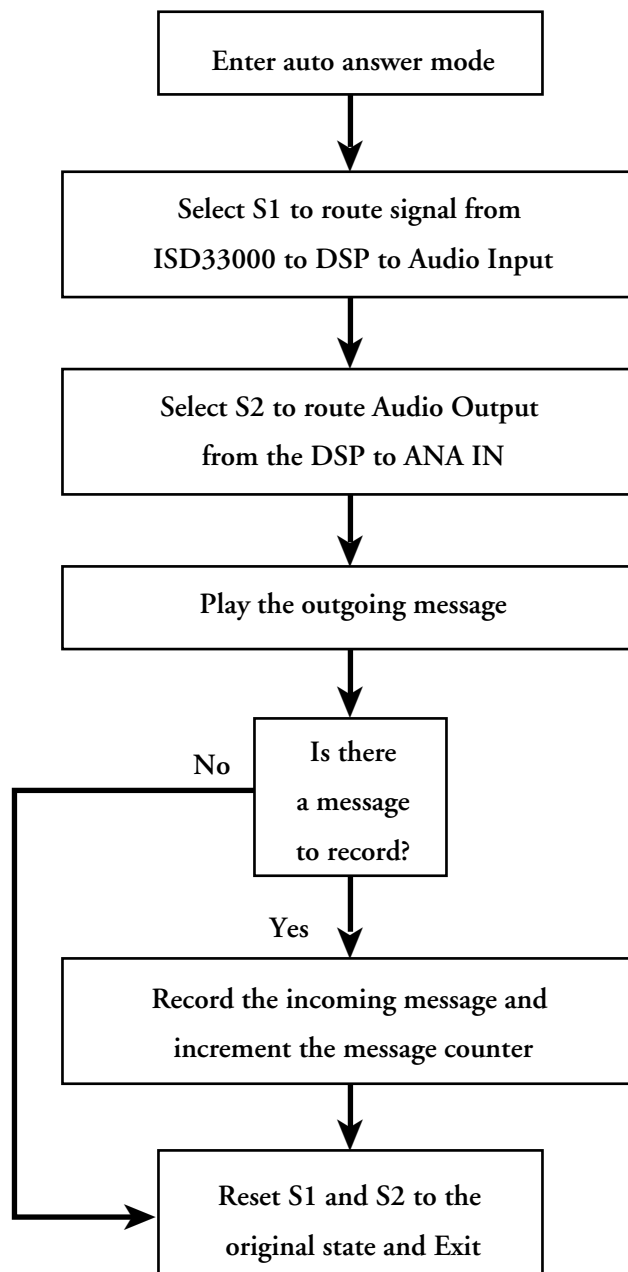 Enter auto answer mode
Select S1 to route signal from
ISD33000 to DSP to Audio Input
Select S2 to route Audio Output
from the DSP to ANA IN
Play the outgoing message
Is there
a message
to record?
No
Yes
Record the incoming message and
increment the message counter
Reset S1 and S2 to the
original state and Exit